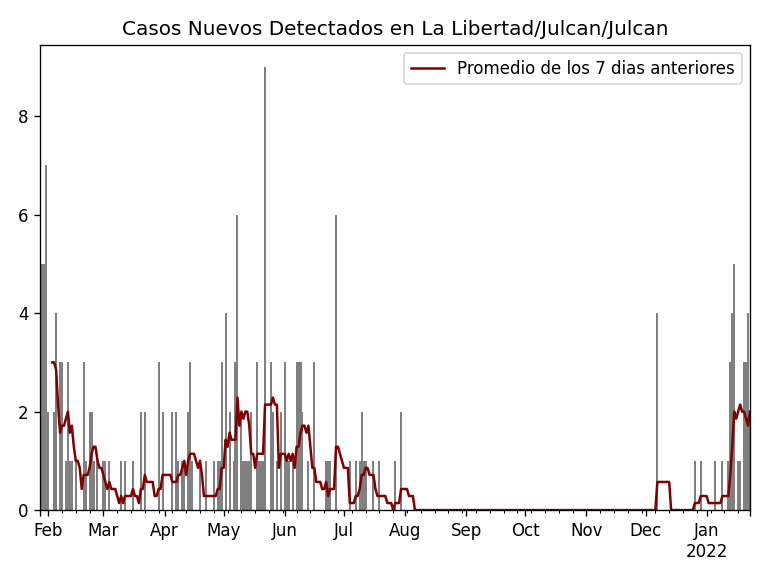 Casos Nuevos Detectados en La Libertad/Julcan/Julcan
Promedio de los 7 dias anteriores
8
6
4
2
0
Feb Mar Apr May Jun Jul Aug Sep Oct Nov Dec Jan
2022